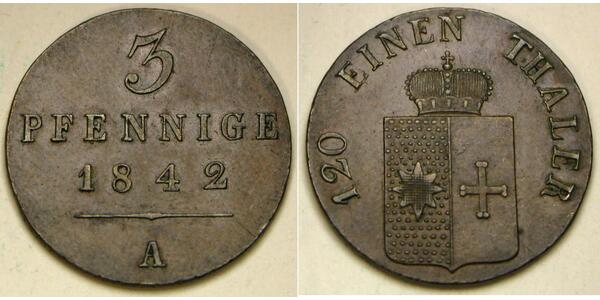 3
PFENNIGE
1842
A
120 EINEN THALER